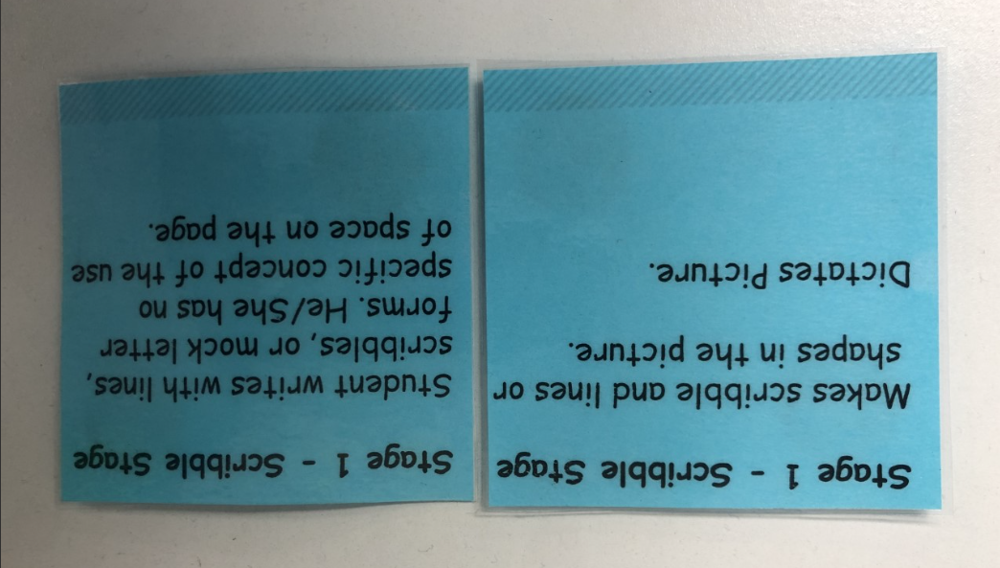 Stage 1 - Scribble Stage
Makes scribble and lines or
shapes in the picture.
Dictates Picture.
Stage 1 - Scribble Stage
Student writes with lines,
scribbles, or mock letter
forms. He/She has no
specific concept of the use
of space on the page.